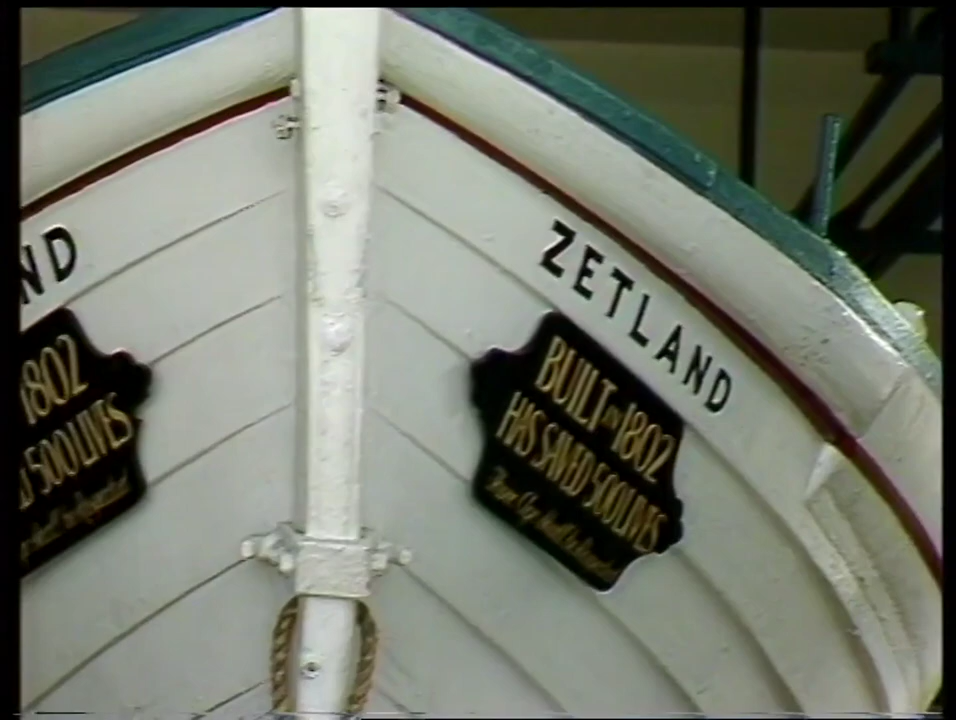 ND
1802
500 LIVES
ZETLAND
BUILT IN 1802
HAS SAVED 500 LIVES